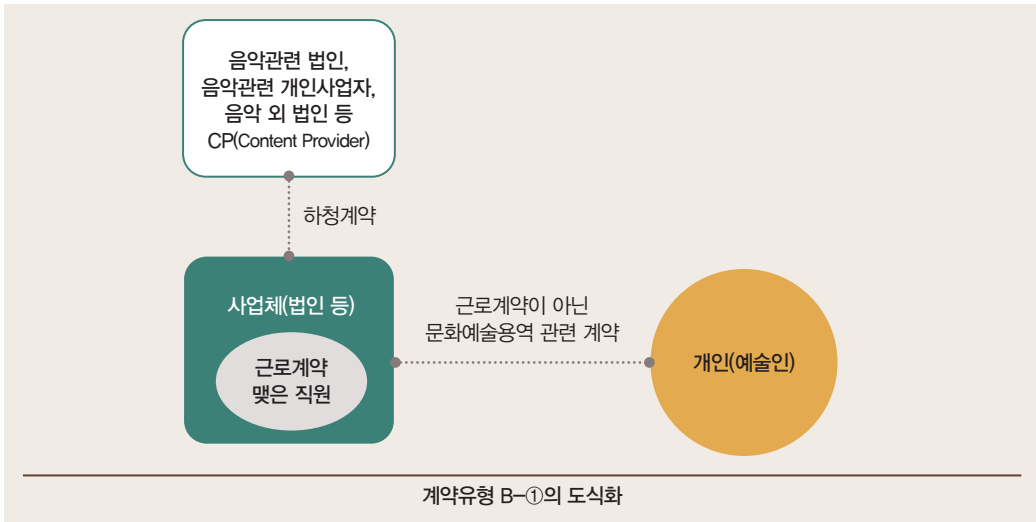 음악관련 법인,
음악관련 개인사업자,
음악 외 법인 등
CP(Content Provider)
하청계약
사업체(법인 등)
근로계약
맺은 직원
근로계약이 아닌
문화예술용역 관련 계약
개인(예술인)
계약유형 B-①의 도식화